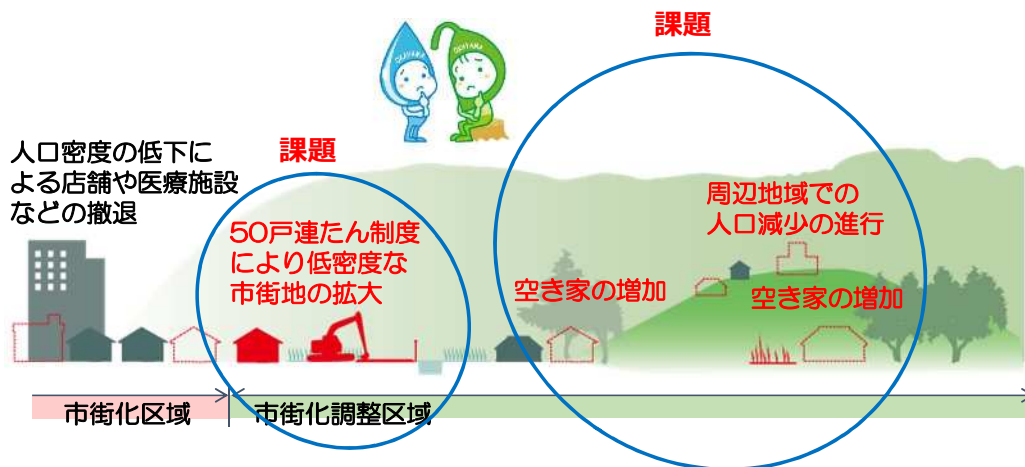 課題
OKAYAMA
OKAYAMA
課題
人口密度の低下に
よる店舗や医療施設
などの撤退
50戸連たん制度
により低密度な
市街地の拡大
周辺地域での
人口減少の進行
空き家の増加
空き家の増加
市街化区域
市街化調整区域